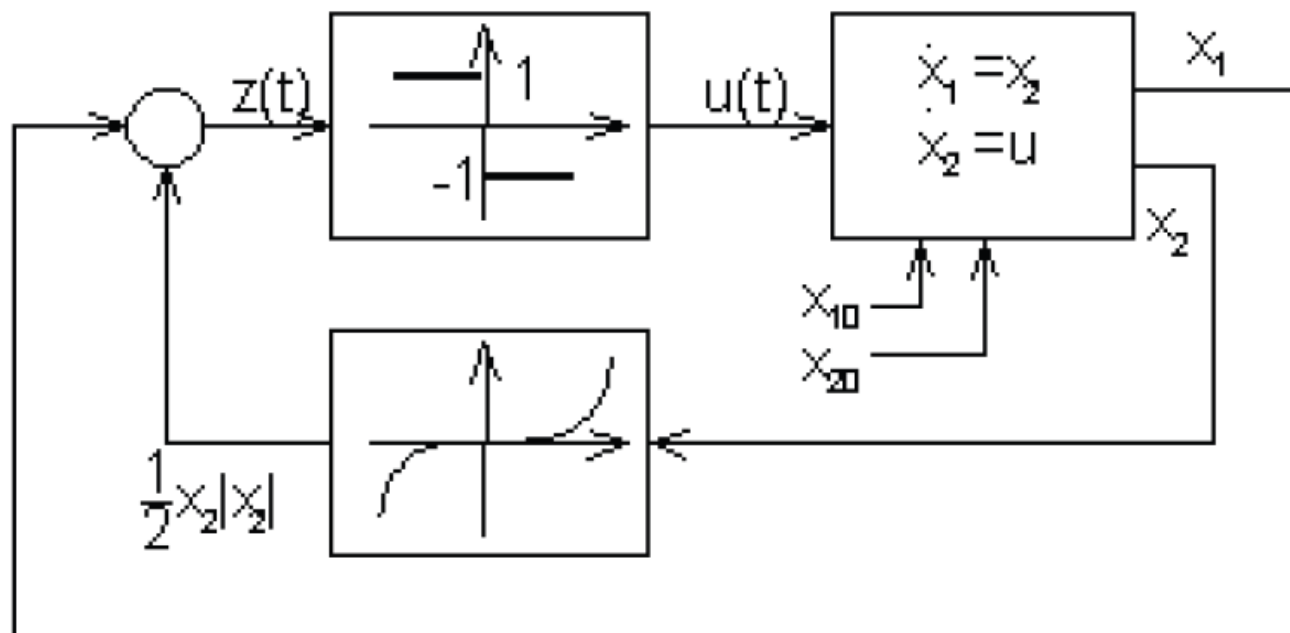 z(t)
1
-1
u(t)
ẋ₁ =x₂
ẋ₂ =u
x₁
x₂
x₁₀
x₂₀
½x₂|x₂|